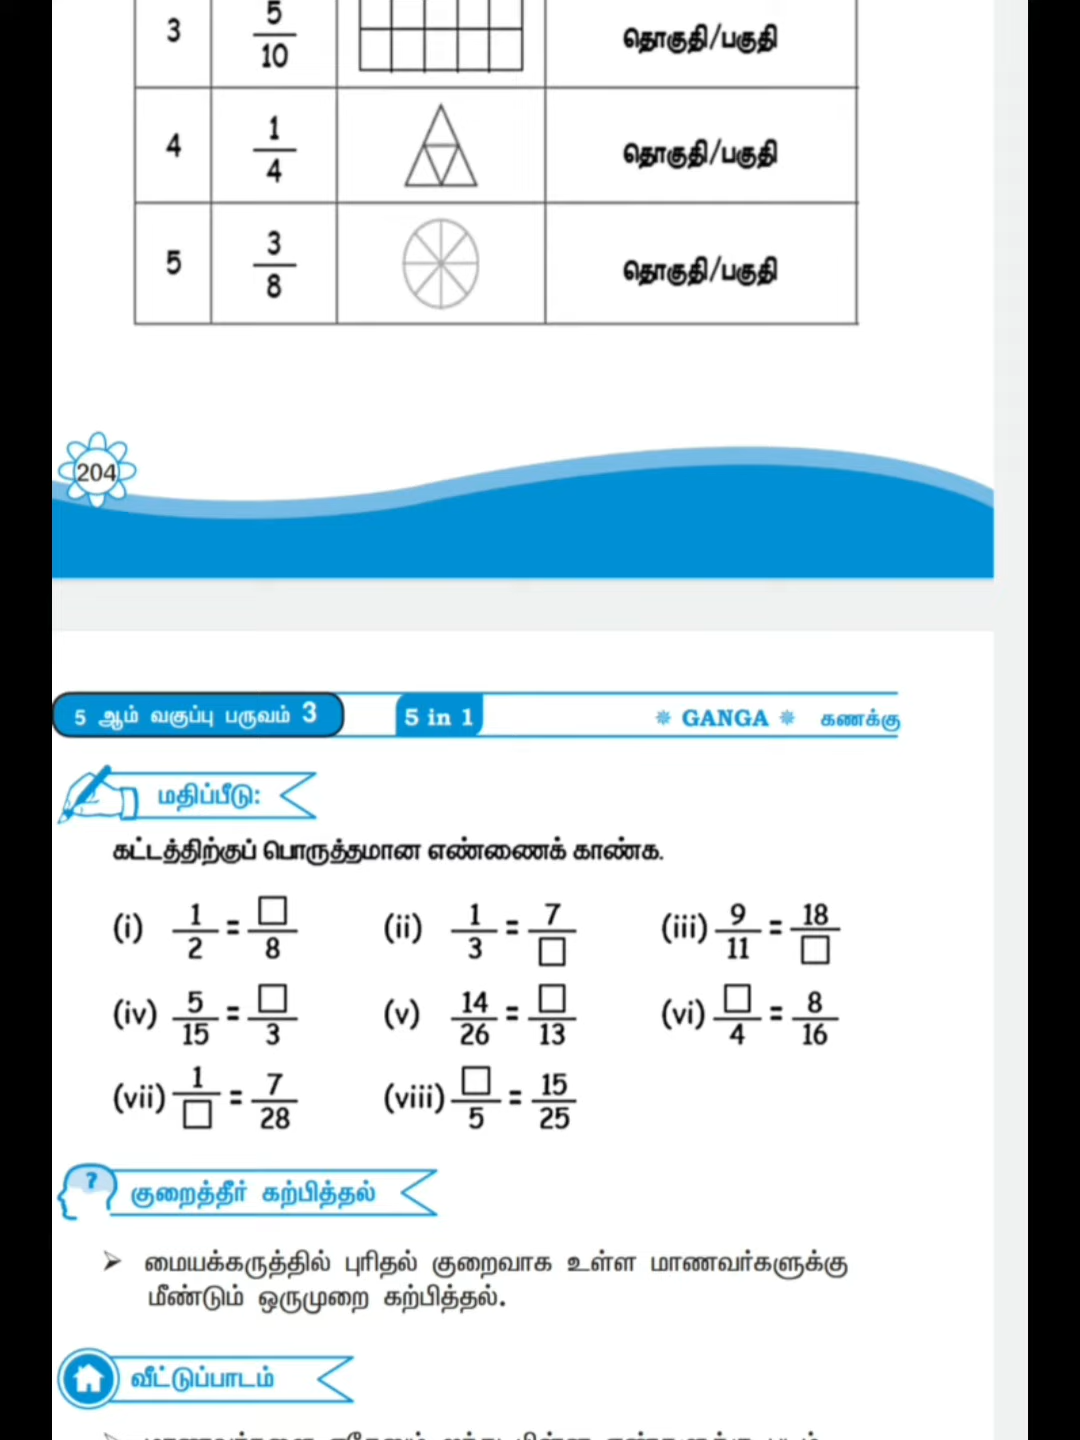 3 5/10 தொகுதி/பகுதி
4 1/4 தொகுதி/பகுதி
5 3/8 தொகுதி/பகுதி
204
5 ஆம் வகுப்பு பருவம் 3 5 in 1 ✵ GANGA ✵ கணக்கு
மதிப்பீடு:
கட்டத்திற்குப் பொருத்தமான எண்ணைக் காண்க.
(i) 1/2 = □/8 (ii) 1/3 = 7/□ (iii) 9/11 = 18/□
(iv) 5/15 = □/3 (v) 14/26 = □/13 (vi) □/4 = 8/16
(vii) 1/□ = 7/28 (viii) □/5 = 15/25
? குறைத்தீர் கற்பித்தல்
➢ மையக்கருத்தில் புரிதல் குறைவாக உள்ள மாணவர்களுக்கு
மீண்டும் ஒருமுறை கற்பித்தல்.
வீட்டுப்பாடம்